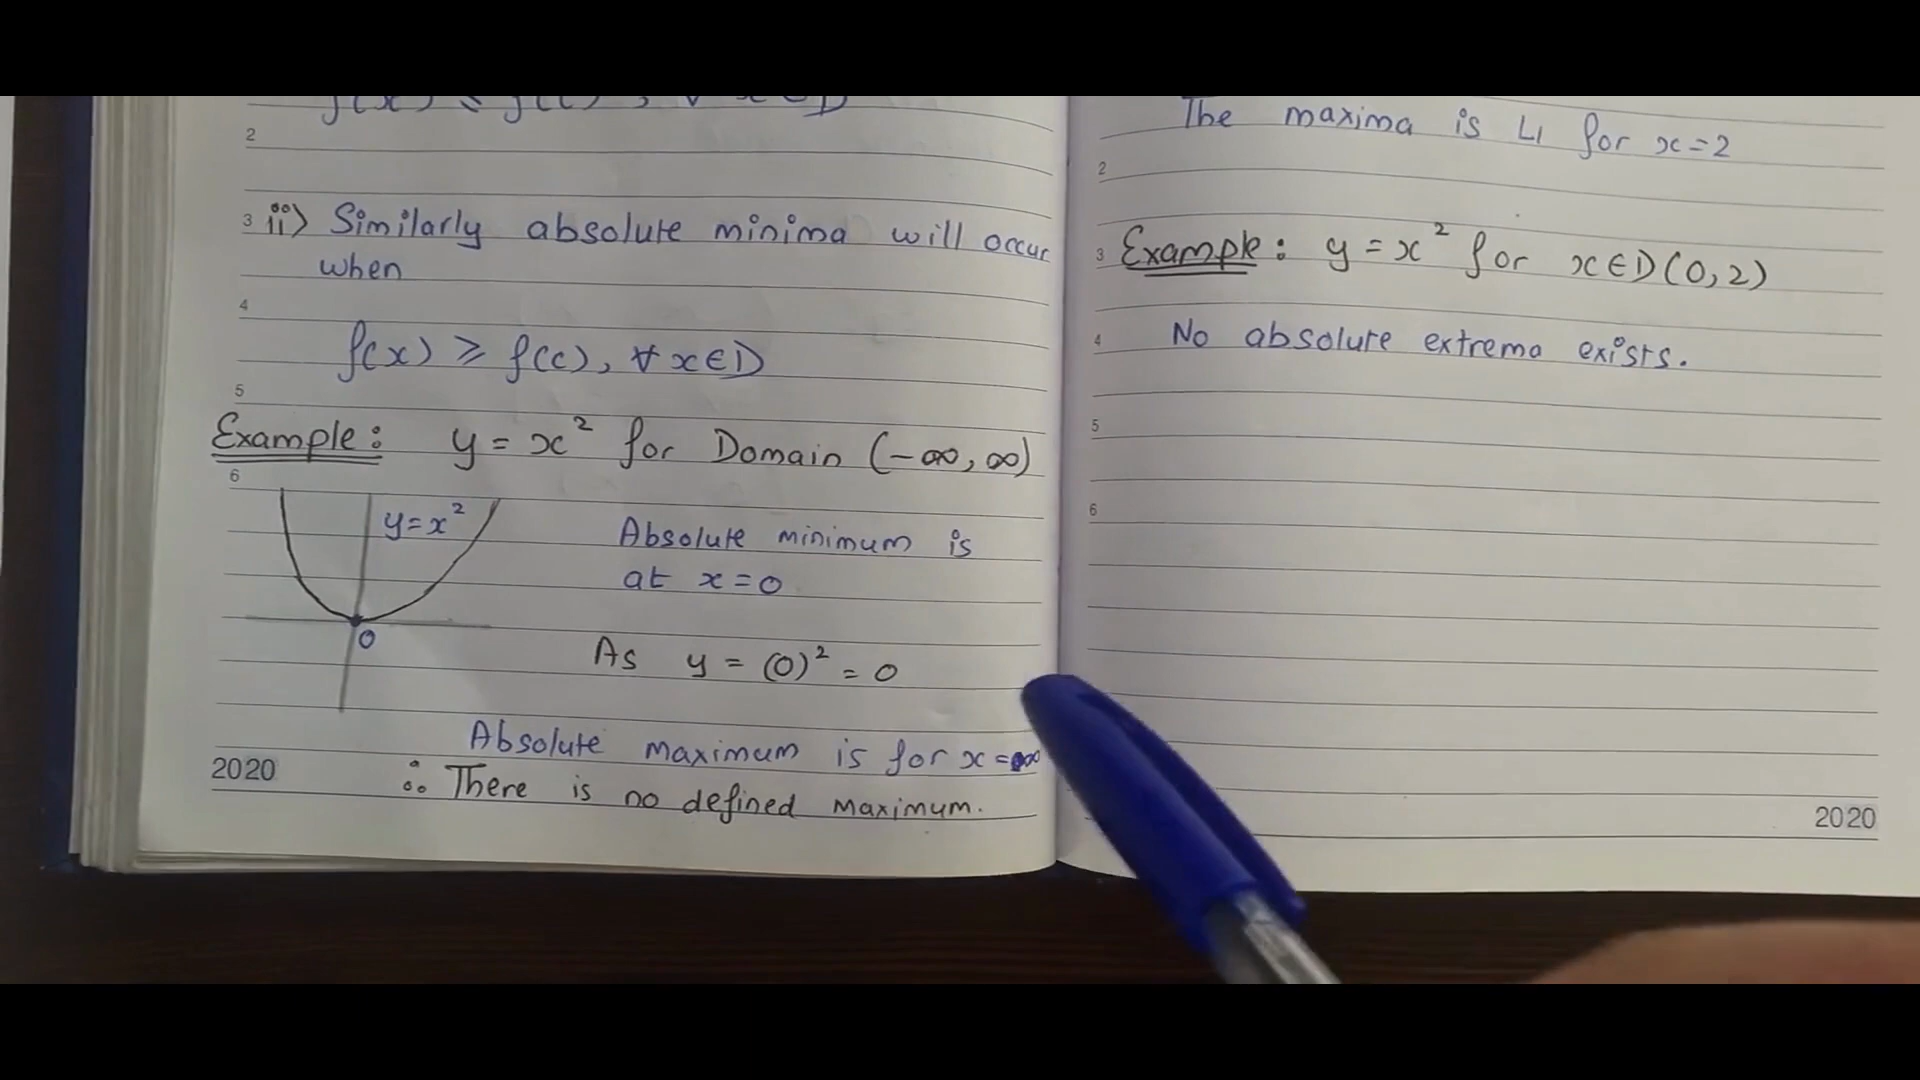 2
3 ii) Similarly absolute minima will occur
when
4
f(x) ≥ f(c), ∀ x∈D
5
Example: y = x² for Domain (-∞, ∞)
6
y = x²
Absolute minimum is
at x = 0
0
As y = (0)² = 0
Absolute maximum is for x = ∞
2020
∴ There is no defined maximum.
The maxima is 4 for x = 2
2
3 Example: y = x² for x∈D(0, 2)
4 No absolute extrema exists.
5
6
2020